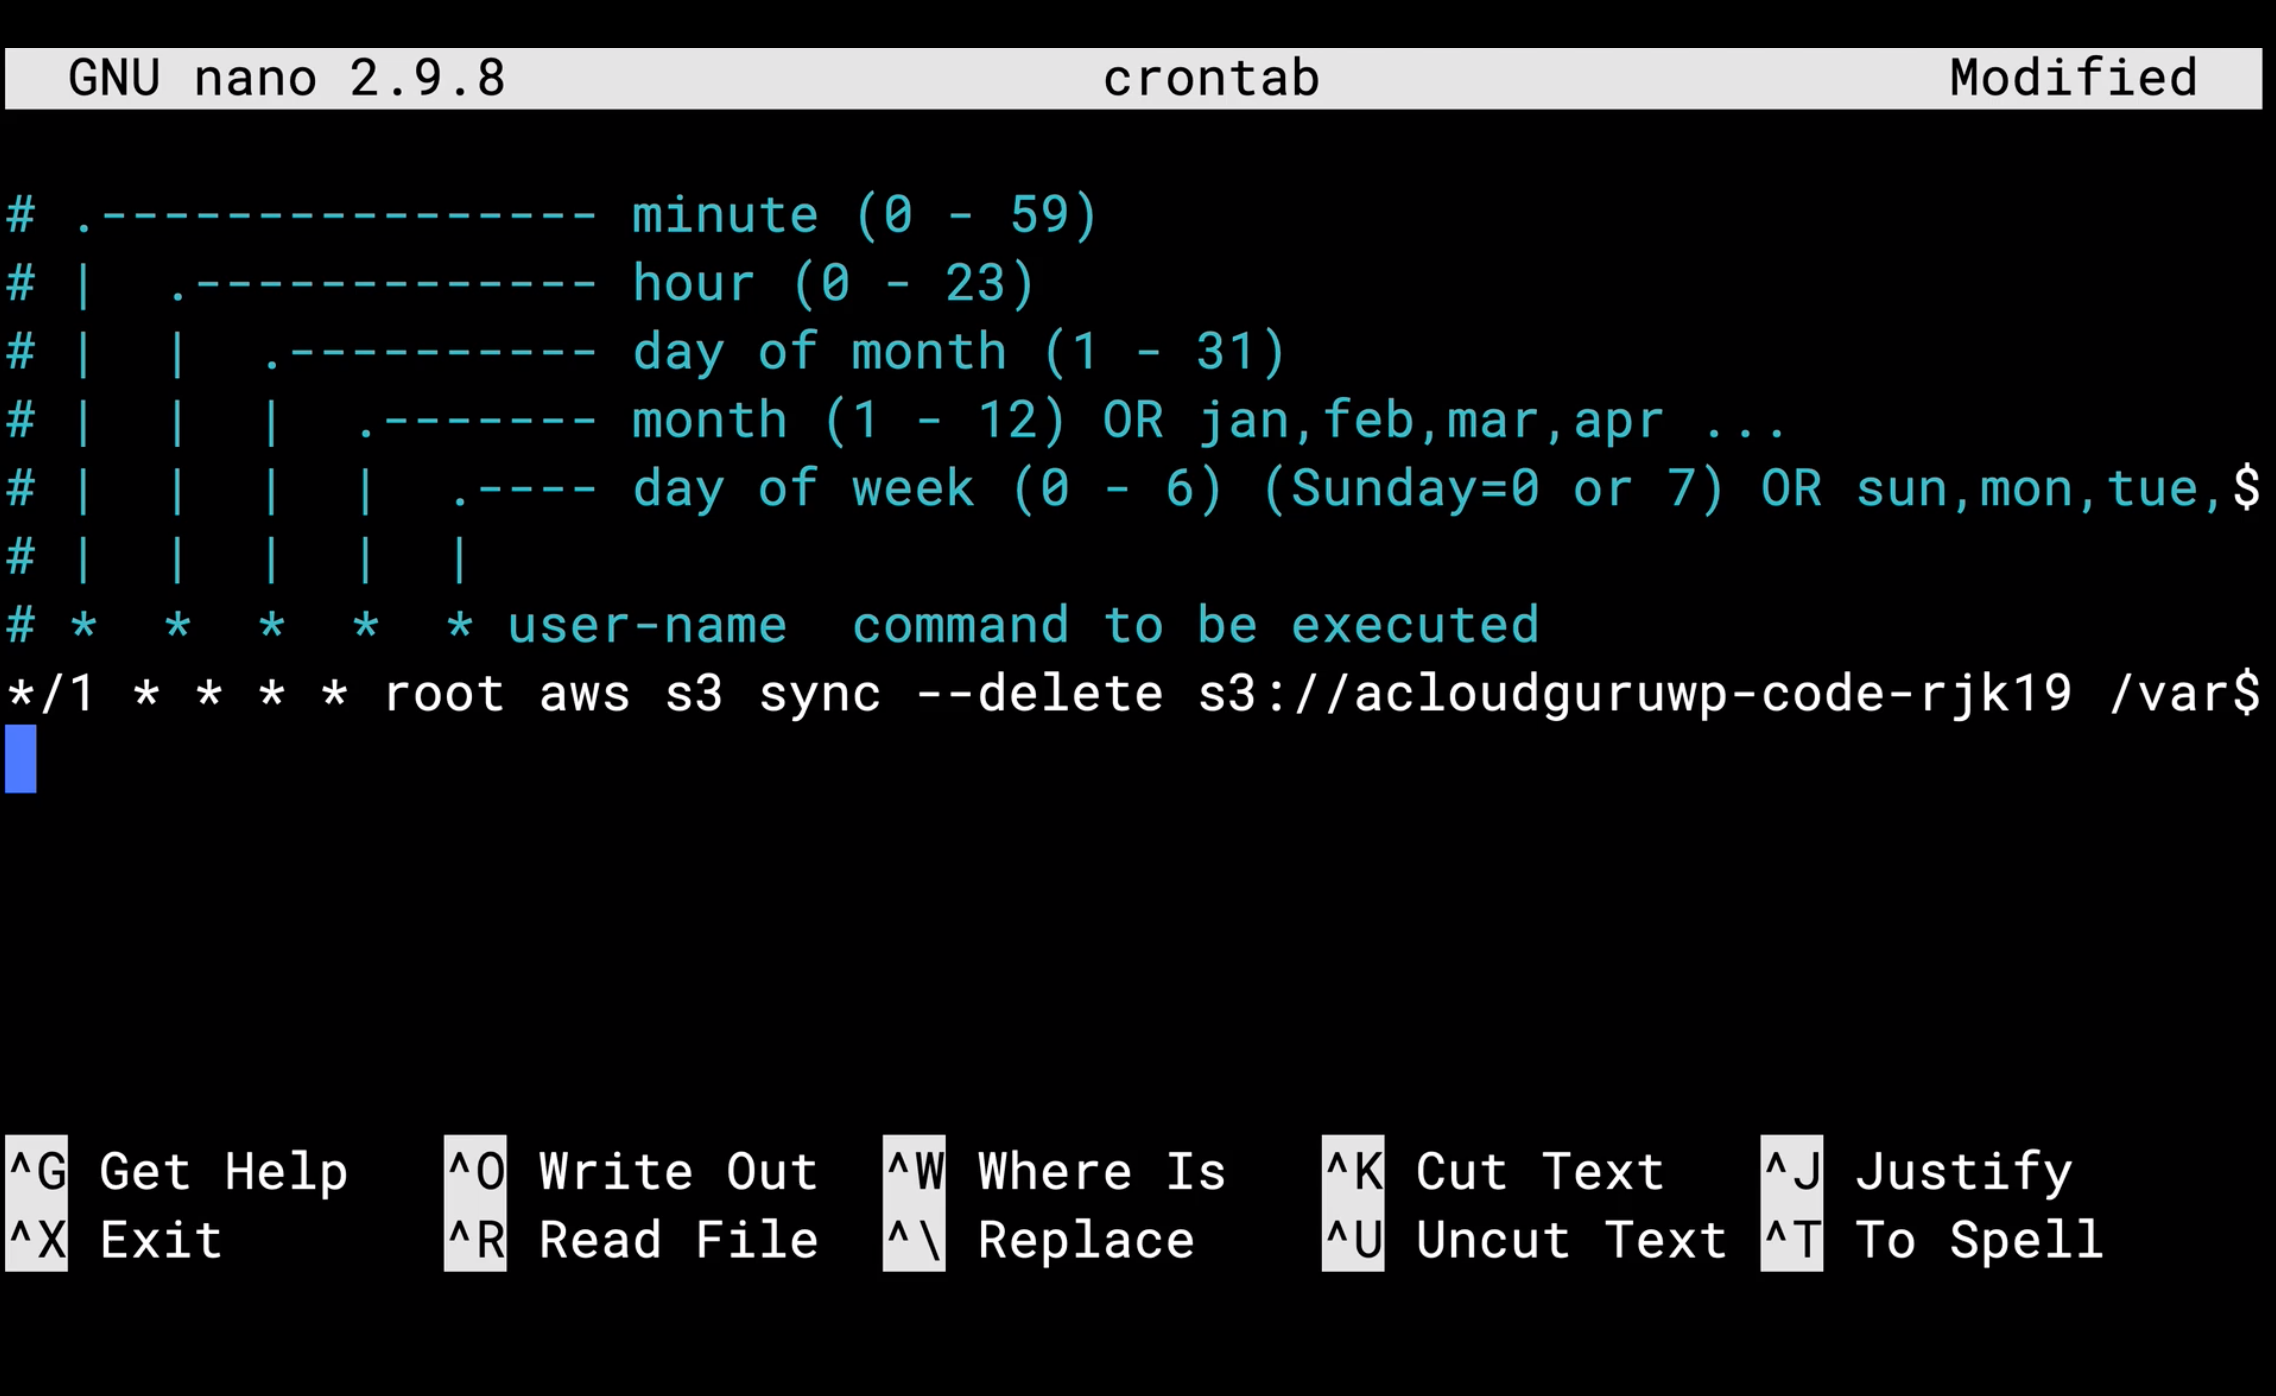 GNU nano 2.9.8 crontab Modified
# .---------------- minute (0 - 59)
# |  .------------- hour (0 - 23)
# |  |  .---------- day of month (1 - 31)
# |  |  |  .------- month (1 - 12) OR jan,feb,mar,apr ...
# |  |  |  |  .---- day of week (0 - 6) (Sunday=0 or 7) OR sun,mon,tue,$
# |  |  |  |  |
# *  *  *  *  * user-name  command to be executed
*/1 * * * * root aws s3 sync --delete s3://acloudguruwp-code-rjk19 /var$
^G Get Help ^O Write Out ^W Where Is ^K Cut Text ^J Justify
^X Exit ^R Read File ^\ Replace ^U Uncut Text ^T To Spell